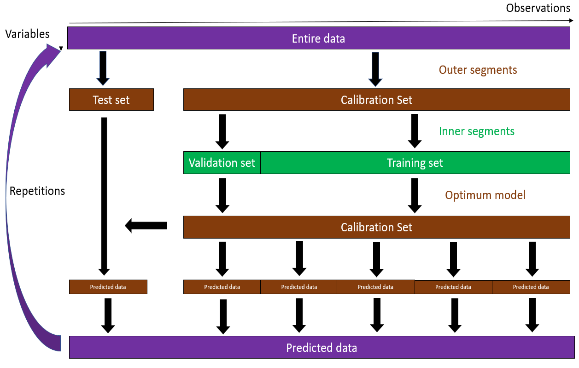 Observations
Variables
Entire data
Outer segments
Test set
Calibration Set
Inner segments
Validation set
Training set
Repetitions
Optimum model
Calibration Set
Predicted data
Predicted data
Predicted data
Predicted data
Predicted data
Predicted data
Predicted data